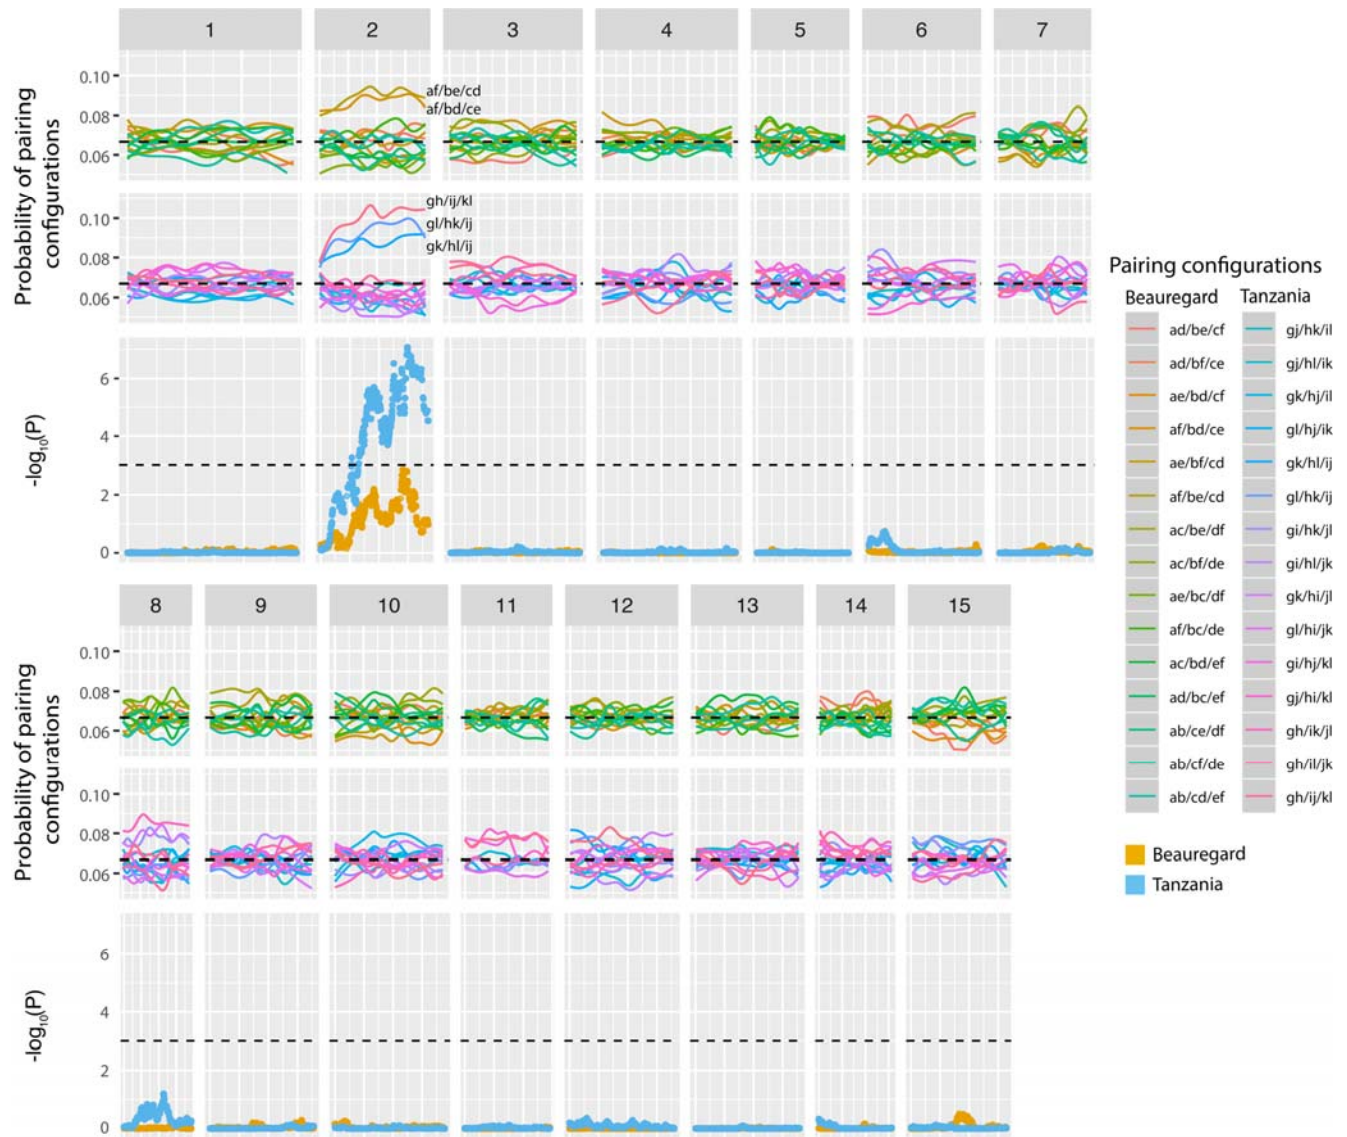 1 2 3 4 5 6 7
Probability of pairing
configurations
0.10
0.08
0.06
af/be/cd
af/bd/ce
0.10
0.08
0.06
gh/ij/kl
gl/hk/ij
gk/hl/ij
-log10(P)
6
4
2
0
8 9 10 11 12 13 14 15
Probability of pairing
configurations
0.10
0.08
0.06
0.10
0.08
0.06
-log10(P)
6
4
2
0
Pairing configurations
Beauregard Tanzania
ad/be/cf gj/hk/il
ad/bf/ce gj/hl/ik
ae/bd/cf gk/hj/il
af/bd/ce gl/hj/ik
ae/bf/cd gk/hl/ij
af/be/cd gl/hk/ij
ac/be/df gi/hk/jl
ac/bf/de gi/hl/jk
ae/bc/df gk/hi/jl
af/bc/de gl/hi/jk
ac/bd/ef gi/hj/kl
ad/bc/ef gj/hi/kl
ab/ce/df gh/ik/jl
ab/cf/de gh/il/jk
ab/cd/ef gh/ij/kl
Beauregard
Tanzania